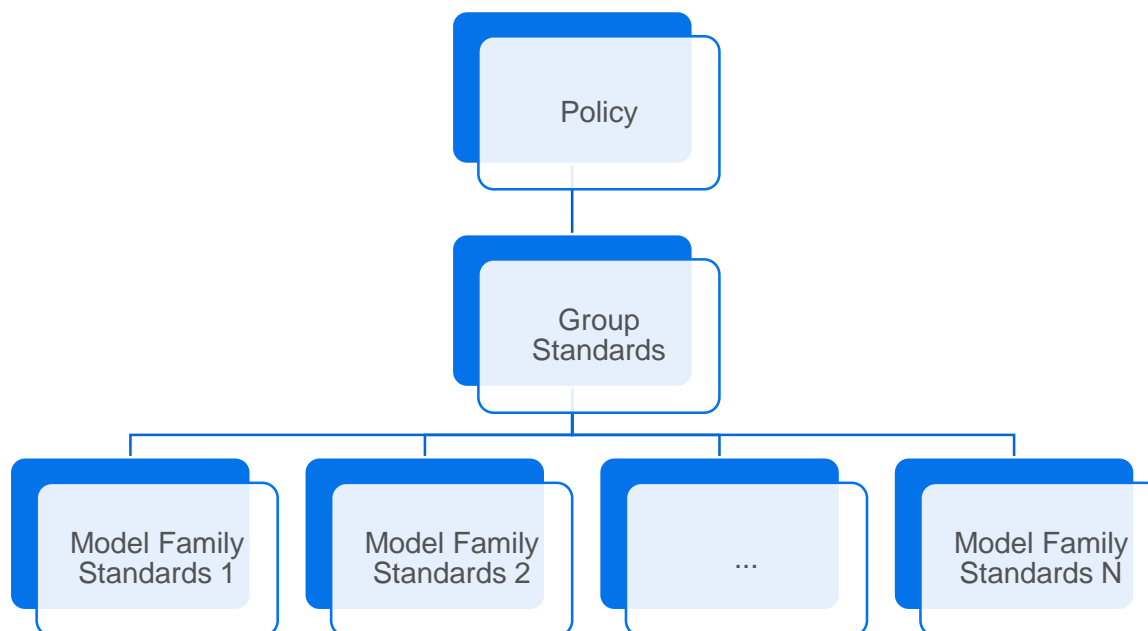 Policy
Group
Standards
Model Family
Standards 1
Model Family
Standards 2
...
Model Family
Standards N